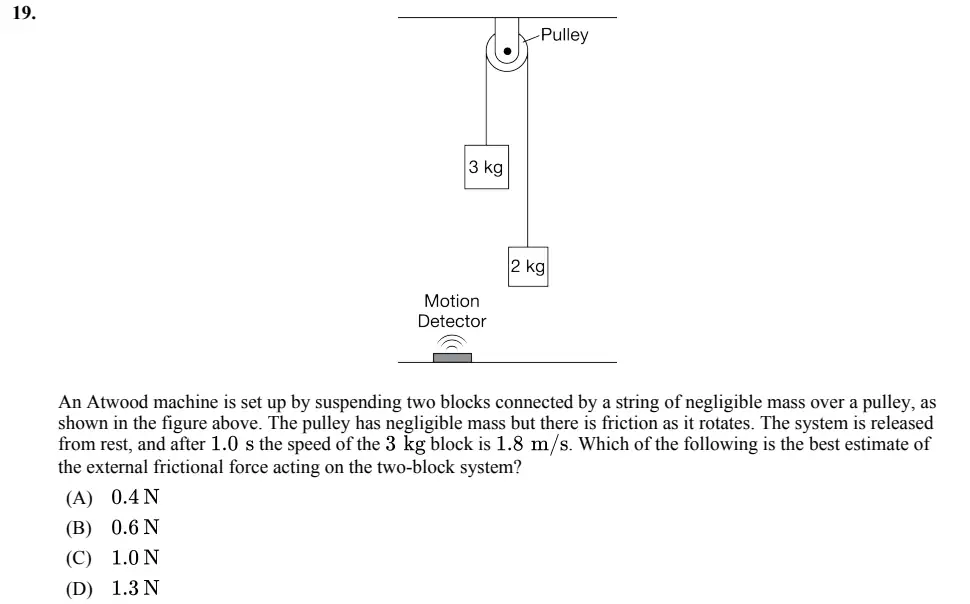 19.
Pulley
3 kg
2 kg
Motion
Detector
An Atwood machine is set up by suspending two blocks connected by a string of negligible mass over a pulley, as
shown in the figure above. The pulley has negligible mass but there is friction as it rotates. The system is released
from rest, and after 1.0 s the speed of the 3 kg block is 1.8 m/s. Which of the following is the best estimate of
the external frictional force acting on the two-block system?
(A) 0.4 N
(B) 0.6 N
(C) 1.0 N
(D) 1.3 N